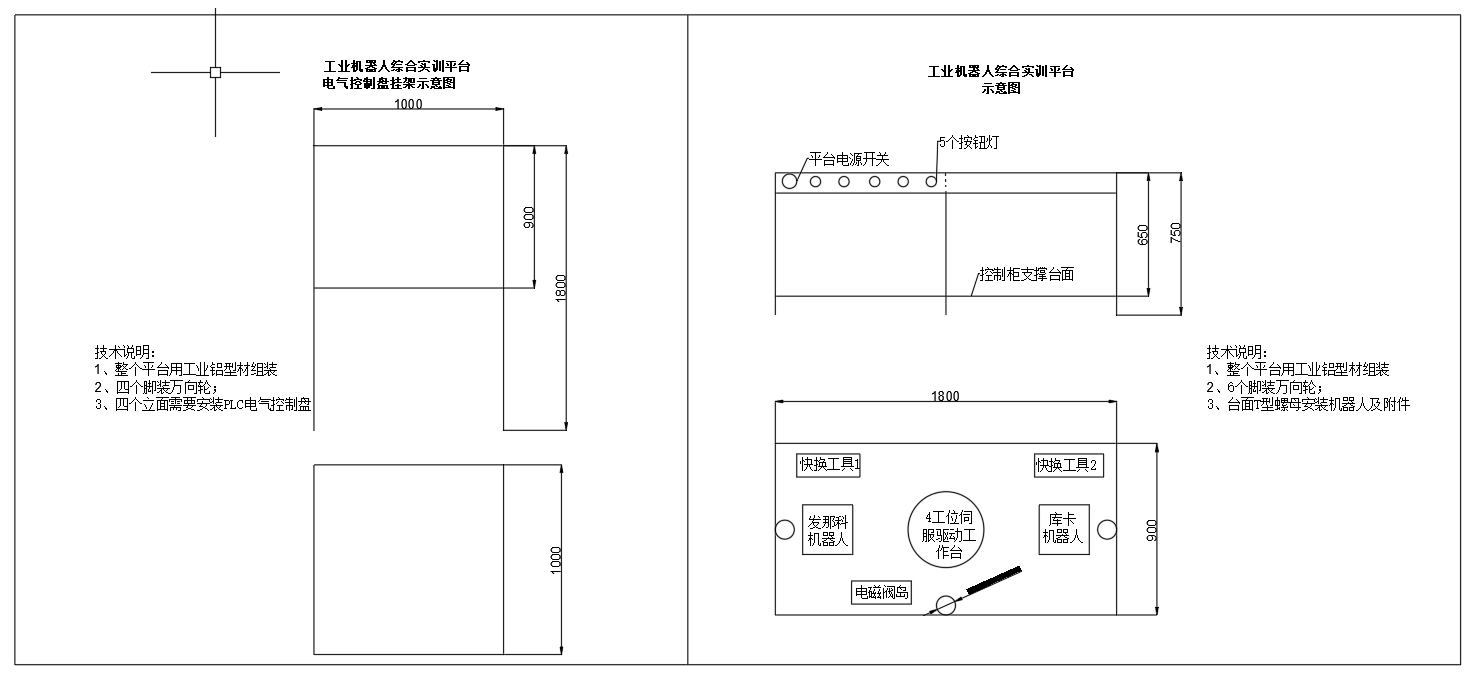 工业机器人综合实训平台
电气控制盘挂架示意图
1000
900
1800
技术说明:
1、整个平台用工业铝型材组装
2、四个脚装万向轮;
3、四个立面需要安装PLC电气控制盘
1000
工业机器人综合实训平台
示意图
5个按钮灯
平台电源开关
650
750
控制柜支撑台面
技术说明:
1、整个平台用工业铝型材组装
2、6个脚装万向轮;
3、台面T型螺母安装机器人及附件
1800
快换工具1
快换工具2
发那科
机器人
4工位伺
服驱动工
作台
库卡
机器人
900
电磁阀岛